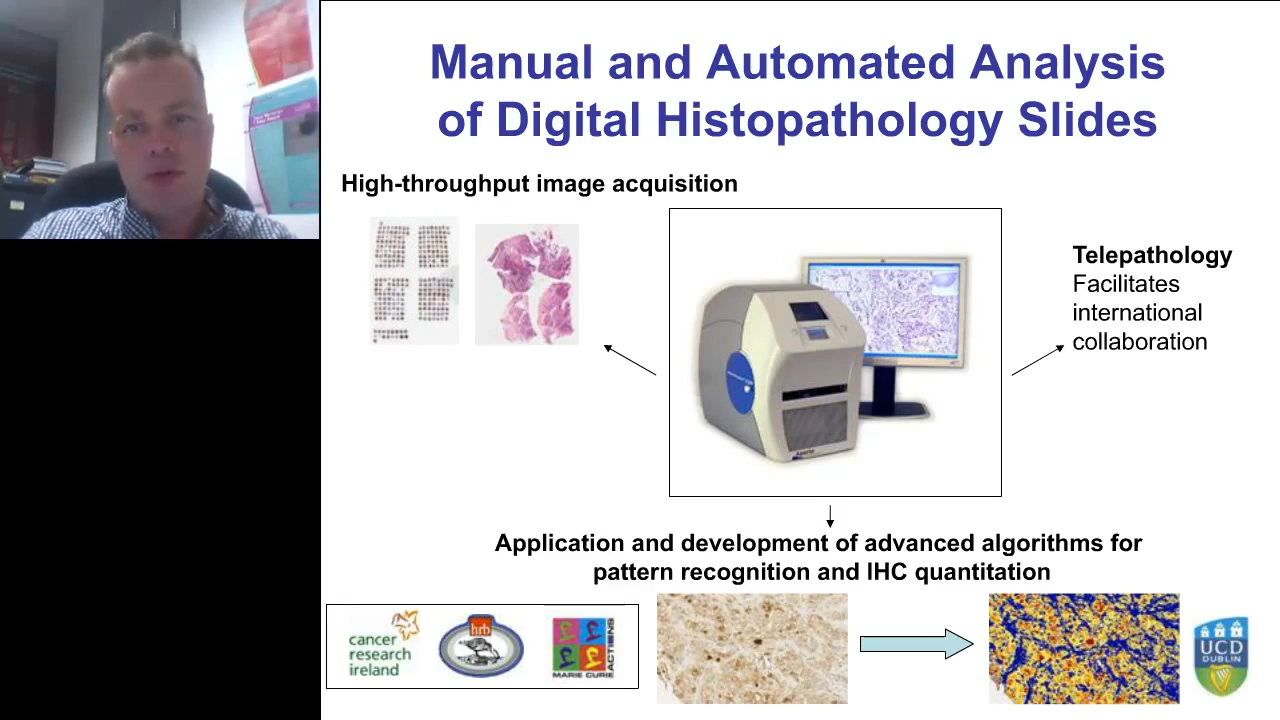 Manual and Automated Analysis
of Digital Histopathology Slides
High-throughput image acquisition
Telepathology
Facilitates
international
collaboration
Aperio
Application and development of advanced algorithms for
pattern recognition and IHC quantitation
cancer
research
ireland
hrb
MARIE CURIE
ACTIONS
UCD
DUBLIN